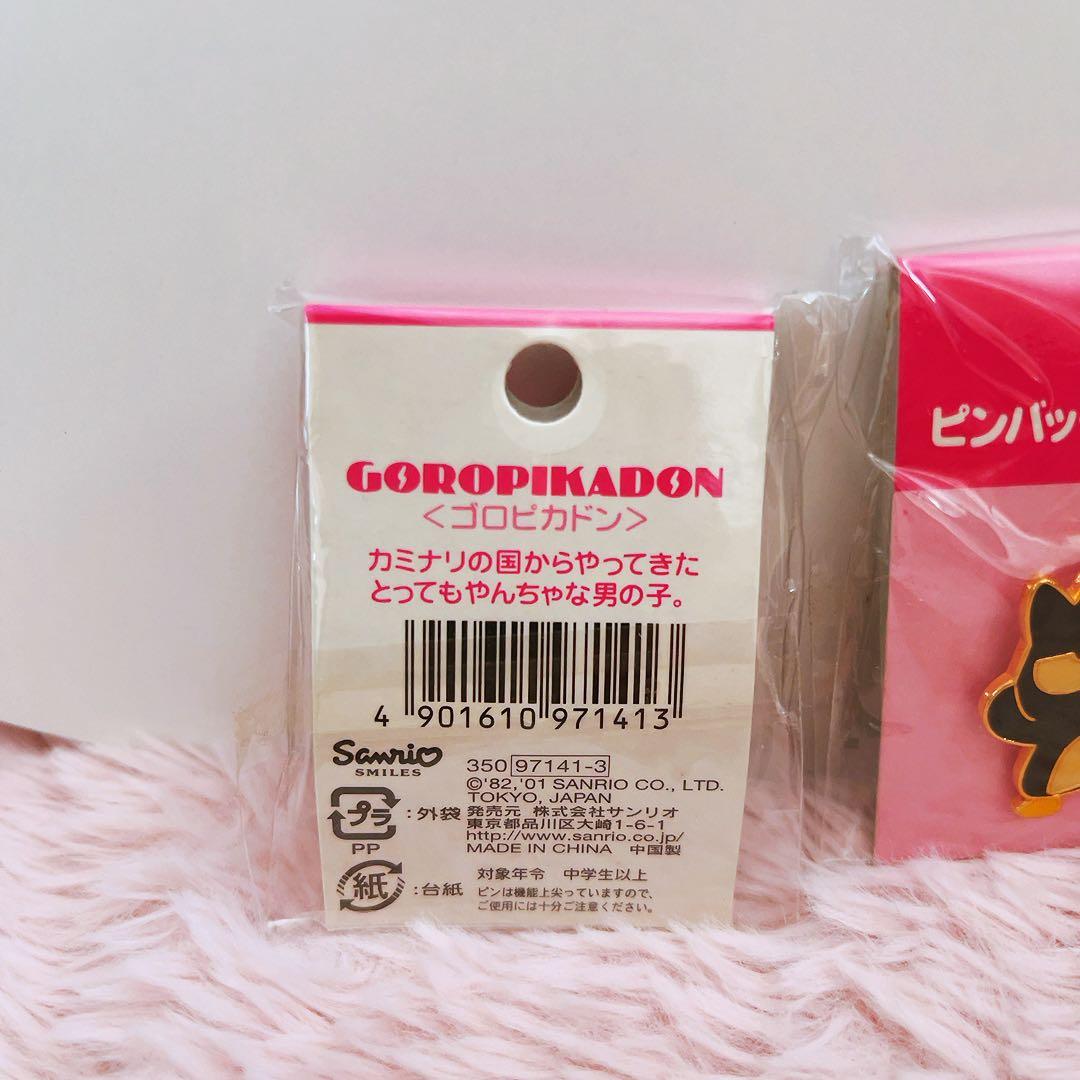 GOROPIKADON
<ゴロピカドン>
カミナリの国からやってきた
とってもやんちゃな男の子。
4 901610 971413
Sanrio
SMILES
350 97141-3
©'82,'01 SANRIO CO., LTD.
TOKYO, JAPAN
プラ :外袋
PP
発売元 株式会社サンリオ
東京都品川区大崎1-6-1
http://www.sanrio.co.jp/
MADE IN CHINA 中国製
紙 :台紙
対象年令 中学生以上
ピンは機能上尖っていますので、
ご使用には十分ご注意ください。
ピンバッ